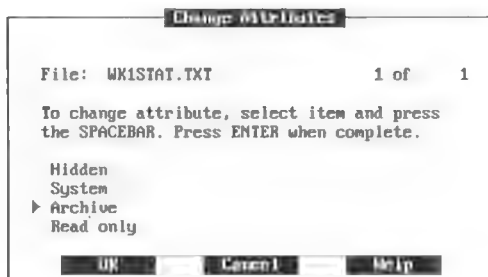 Change Attributes
File: WK1STAT.TXT 1 of 1
To change attribute, select item and press
the SPACEBAR. Press ENTER when complete.
Hidden
System
Archive
Read only
OK Cancel Help